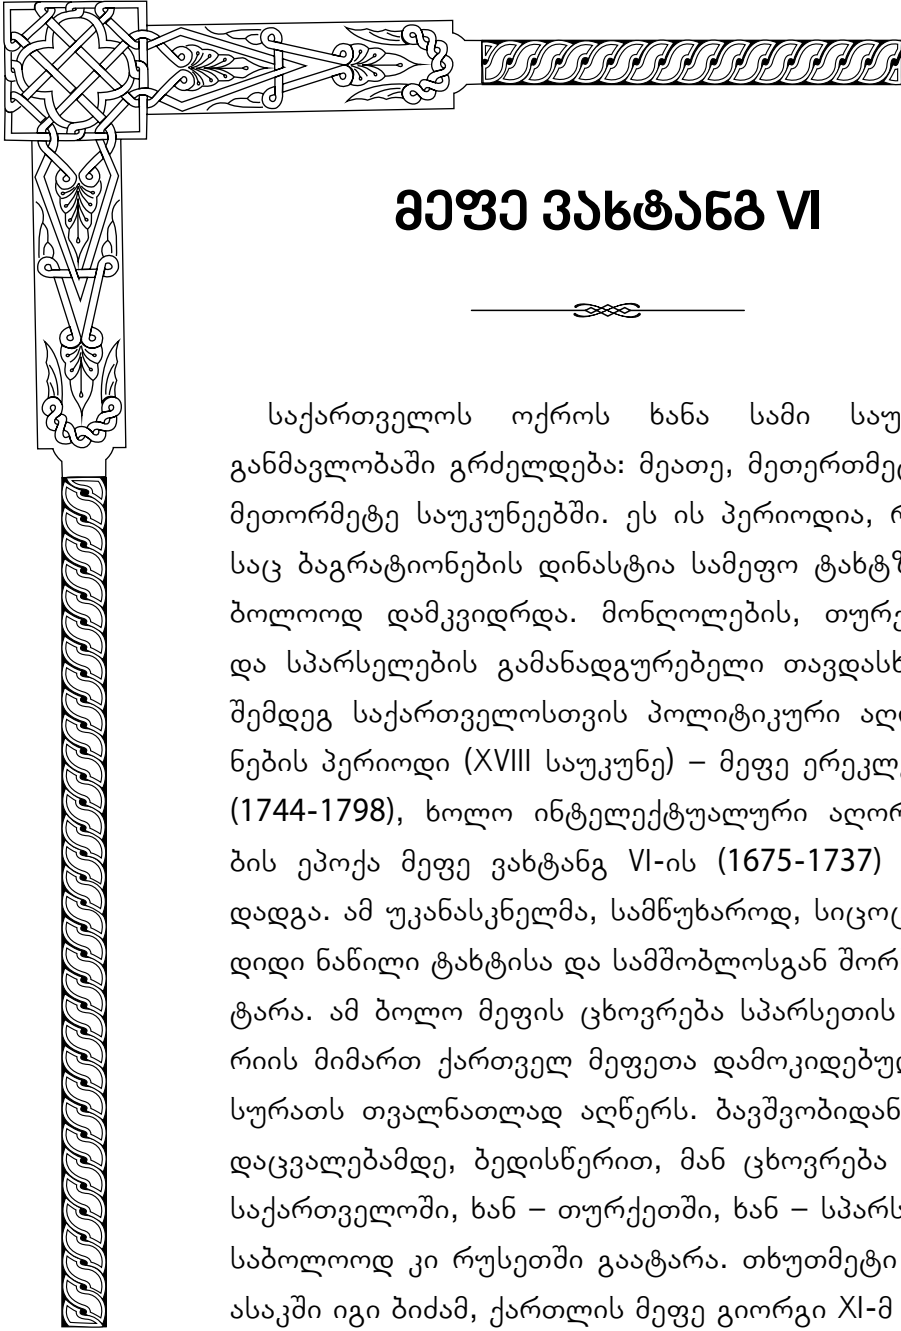 მეფე ვახტანგ VI
საქართველოს ოქროს ხანა სამი საუ
განმავლობაში გრძელდება: მეათე, მეთერთმე
მეთორმეტე საუკუნეებში. ეს ის პერიოდია, რ
საც ბაგრატიონების დინასტია სამეფო ტახტზ
ბოლოოდ დამკვიდრდა. მონღოლების, თურ
და სპარსელების გამანადგურებელი თავდასხ
შემდეგ საქართველოსთვის პოლიტიკური აღ
ნების პერიოდი (XVIII საუკუნე) – მეფე ერეკლ
(1744-1798), ხოლო ინტელექტუალური აღორ
ბის ეპოქა მეფე ვახტანგ VI-ის (1675-1737)
დადგა. ამ უკანასკნელმა, სამწუხაროდ, სიცოც
დიდი ნაწილი ტახტისა და სამშობლოსგან შორ
ტარა. ამ ბოლო მეფის ცხოვრება სპარსეთის
რიის მიმართ ქართველ მეფეთა დამოკიდებულ
სურათს თვალნათლად აღწერს. ბავშვობიდან
დაცვალებამდე, ბედისწერით, მან ცხოვრება
საქართველოში, ხან – თურქეთში, ხან – სპარს
საბოლოოდ კი რუსეთში გაატარა. თხუთმეტი
ასაკში იგი ბიძამ, ქართლის მეფე გიორგი XI-მ